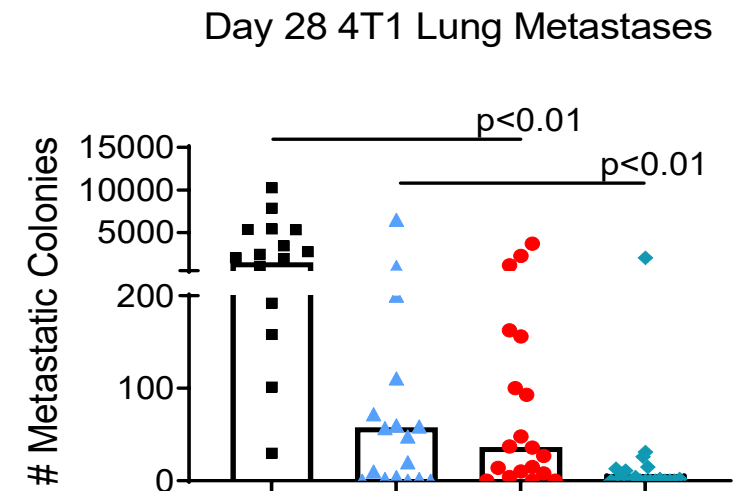 Day 28 4T1 Lung Metastases
p<0.01
p<0.01
# Metastatic Colonies
15000
10000
5000
200
100
0